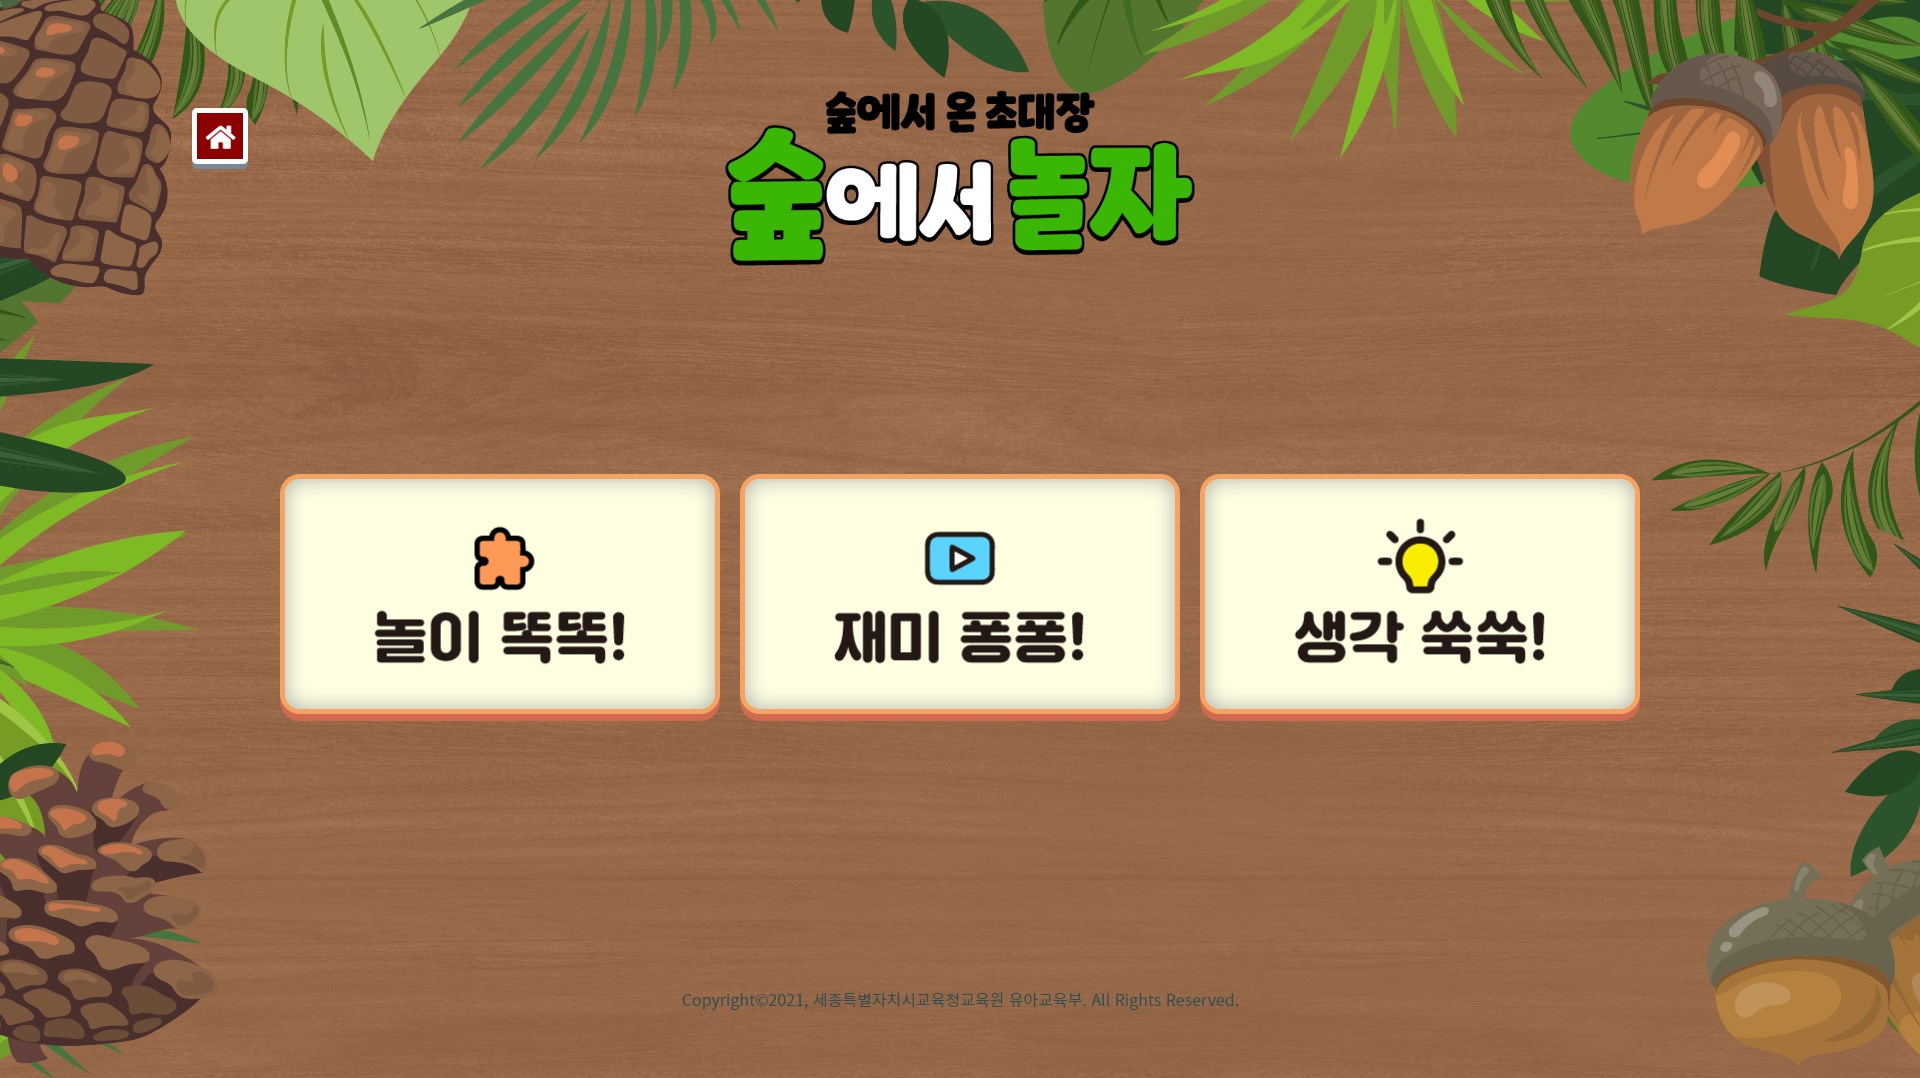 숲에서 온 초대장
숲에서 놀자
놀이 똑똑!
재미 퐁퐁!
생각 쑥쑥!
Copyright©2021, 세종특별자치시교육청교육원 유아교육부. All Rights Reserved.